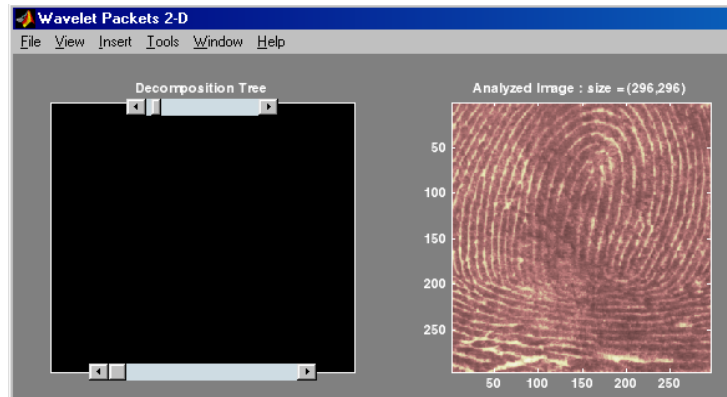 Wavelet Packets 2-D
File View Insert Tools Window Help
Decomposition Tree
Analyzed Image : size = (296,296)
50
100
150
200
250
50 100 150 200 250